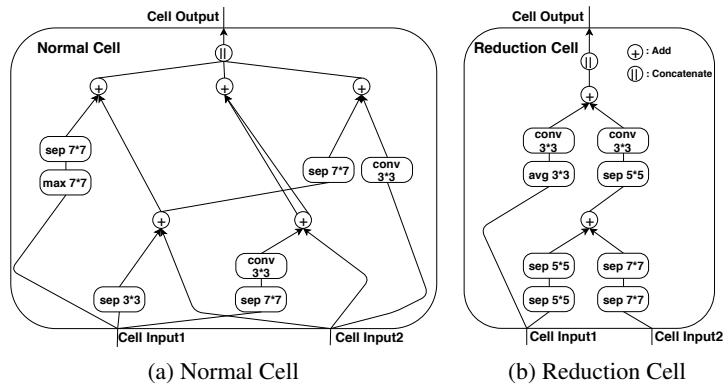 Cell Output
Normal Cell
||
+
+
+
sep 7*7
max 7*7
sep 7*7
conv
3*3
+
+
conv
3*3
sep 3*3
sep 7*7
Cell Input1
Cell Input2
(a) Normal Cell
Cell Output
Reduction Cell
+ : Add
|| : Concatenate
||
+
conv
3*3
conv
3*3
avg 3*3
sep 5*5
+
sep 5*5
sep 7*7
sep 5*5
sep 7*7
Cell Input1
Cell Input2
(b) Reduction Cell